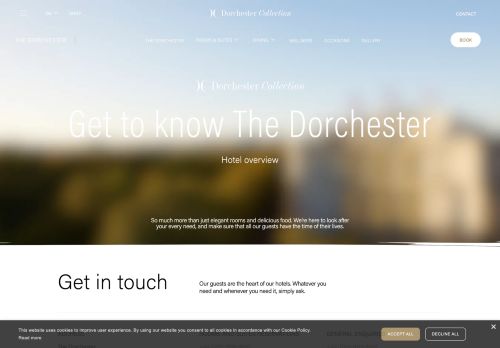 Dorchester Collection
CONTACT
THE DORCHESTER
ROOMS & SUITES
DINING
WELLNESS
OCCASIONS
GALLERY
BOOK
Dorchester Collection
Get to know The Dorchester
Hotel overview
So much more than just elegant rooms and delicious food. We're here to look after
your every need, and make sure that all our guests have the time of their lives.
Get in touch
Our guests are the heart of our hotels. Whatever you
need and whenever you need it, simply ask.
This website uses cookies to improve user experience. By using our website you consent to all cookies in accordance with our Cookie Policy.
Read more
ACCEPT ALL
DECLINE ALL